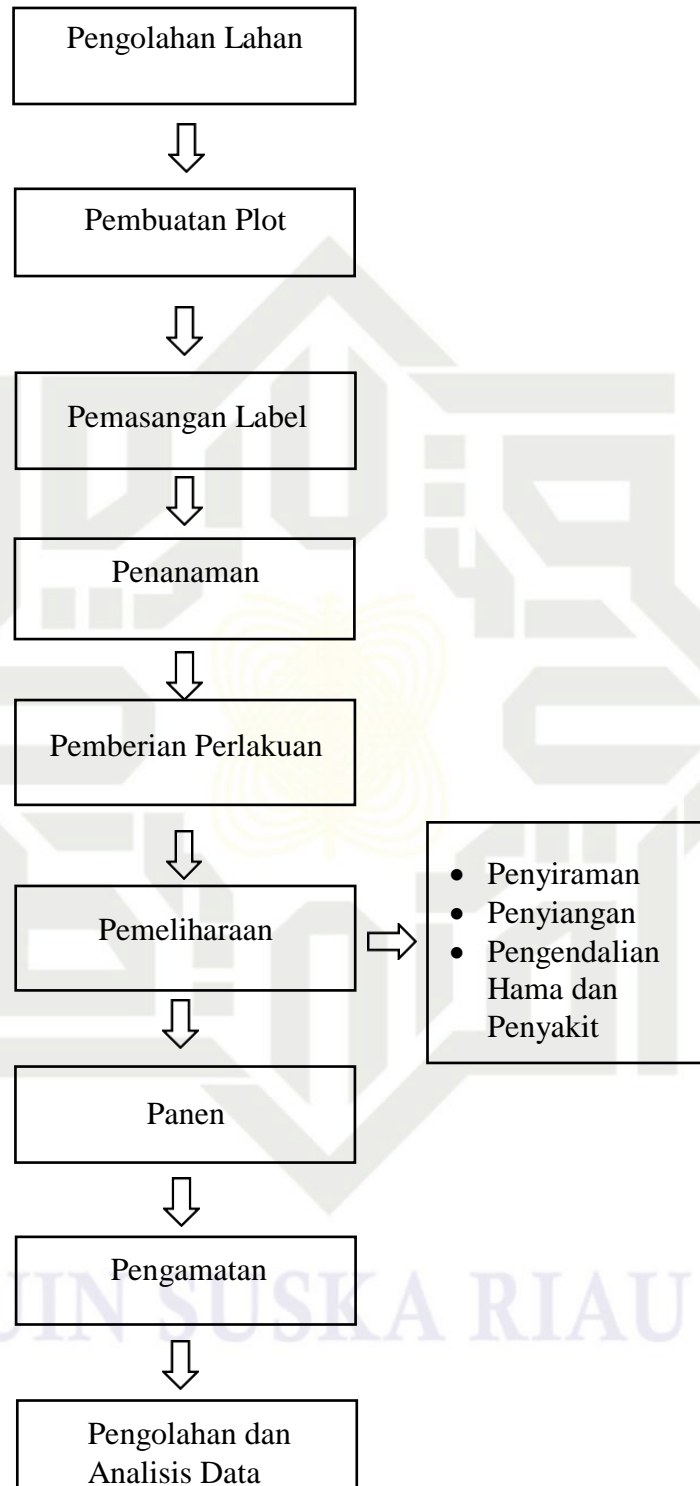 Pengolahan Lahan
Pembuatan Plot
Pemasangan Label
Penanaman
Pemberian Perlakuan
Pemeliharaan
• Penyiraman
• Penyiangan
• Pengendalian
Hama dan
Penyakit
Panen
Pengamatan
UIN SUSKA RIAU
Pengolahan dan
Analisis Data